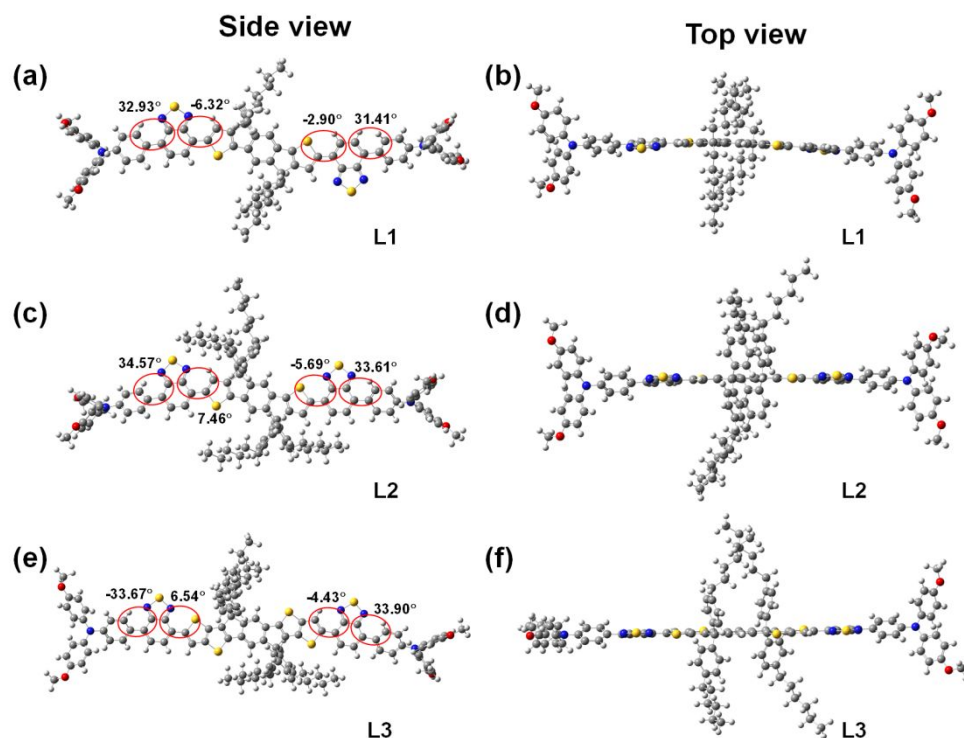 Side view
Top view
(a)
32.93°
-6.32°
-2.90°
31.41°
L1
(b)
L1
(c)
34.57°
7.46°
-5.69°
33.61°
L2
(d)
L2
(e)
-33.67°
6.54°
-4.43°
33.90°
L3
(f)
L3